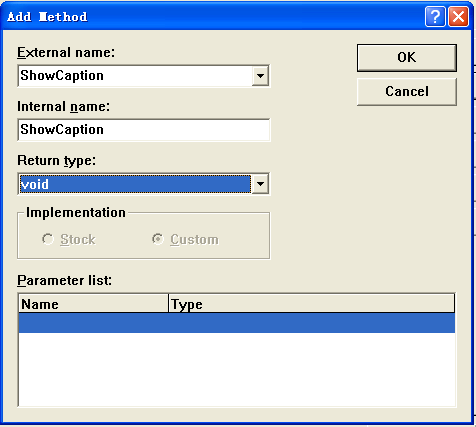 Add Method
External name:
ShowCaption
OK
Internal name:
Cancel
ShowCaption
Return type:
void
Implementation
Stock Custom
Parameter list:
Name Type